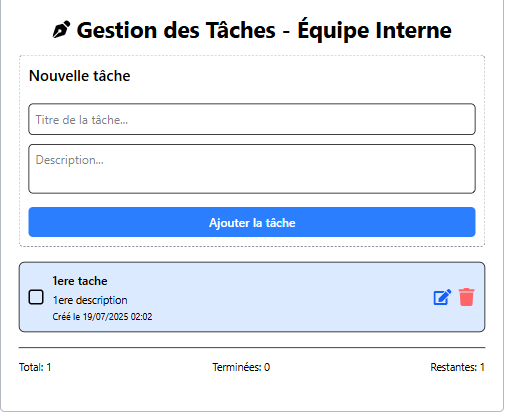 Gestion des Tâches - Équipe Interne
Nouvelle tâche
Titre de la tâche...
Description...
Ajouter la tâche
1ere tache
1ere description
Créé le 19/07/2025 02:02
Total: 1 Terminées: 0 Restantes: 1